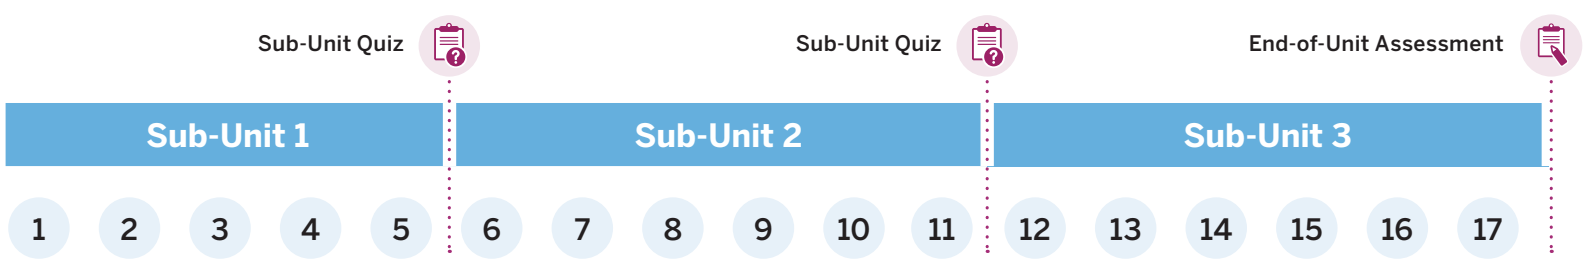 Sub-Unit Quiz
Sub-Unit Quiz
End-of-Unit Assessment
?
?
Sub-Unit 1
Sub-Unit 2
Sub-Unit 3
1 2 3 4 5 6 7 8 9 10 11 12 13 14 15 16 17